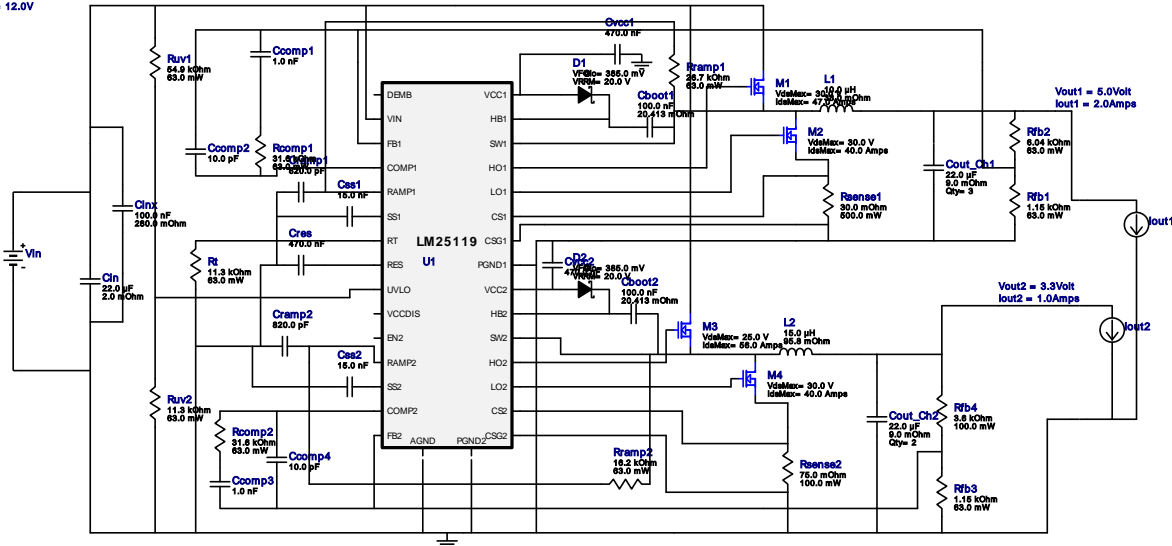 = 12.0V
Cvcc1
470.0 nF
Ruv1
54.9 kOhm
63.0 mW
Ccomp1
1.0 nF
D1
VRRM= 20.0 V
Rramp1
26.7 kOhm
63.0 mW
Cboot1
100.0 nF
20.413 mOhm
M1
L1
10.0 µH
M2
VdsMax= 30.0 V
IdsMax= 40.0 Amps
Vout1 = 5.0Volt
Iout1 = 2.0Amps
Rfb2
6.04 kOhm
63.0 mW
Ccomp2
10.0 pF
Rcomp1
820.0 pF
Css1
15.0 nF
Cinx
100.0 nF
280.0 mOhm
Cres
470.0 nF
Rsense1
30.0 mOhm
500.0 mW
Cout_Ch1
22.0 µF
9.0 mOhm
Qty= 3
Rfb1
1.15 kOhm
63.0 mW
Iout1
Vin
Cin
22.0 µF
2.0 mOhm
Rt
11.3 kOhm
63.0 mW
LM25119
U1
DEMB
VIN
FB1
COMP1
RAMP1
SS1
RT
RES
UVLO
VCCDIS
EN2
RAMP2
SS2
COMP2
FB2
AGND
PGND2
VCC1
HB1
SW1
HO1
LO1
CS1
CSG1
PGND1
VCC2
HB2
SW2
HO2
LO2
CS2
CSG2
D2
Cboot2
100.0 nF
20.413 mOhm
Cramp2
820.0 pF
Css2
15.0 nF
M3
VdsMax= 25.0 V
IdsMax= 56.0 Amps
L2
15.0 µH
95.8 mOhm
M4
VdsMax= 30.0 V
IdsMax= 40.0 Amps
Vout2 = 3.3Volt
Iout2 = 1.0Amps
Iout2
Ruv2
11.3 kOhm
63.0 mW
Rcomp2
31.6 kOhm
63.0 mW
Ccomp4
10.0 pF
Ccomp3
1.0 nF
Rramp2
16.2 kOhm
63.0 mW
Rsense2
75.0 mOhm
100.0 mW
Cout_Ch2
22.0 µF
9.0 mOhm
Qty= 2
Rfb4
3.6 kOhm
100.0 mW
Rfb3
1.15 kOhm
63.0 mW